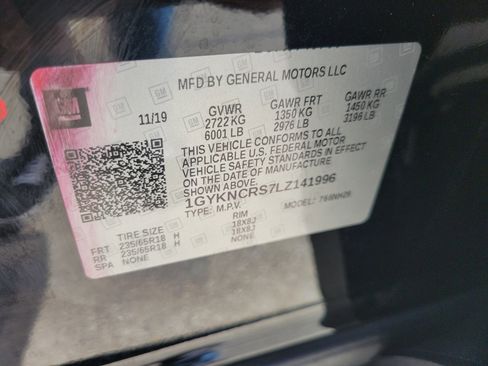 MFD BY GENERAL MOTORS LLC
GM
11/19 GVWR GAWR FRT GAWR RR
2722 KG 1350 KG 1450 KG
6001 LB 2976 LB 3196 LB
THIS VEHICLE CONFORMS TO ALL
APPLICABLE U.S. FEDERAL MOTOR
VEHICLE SAFETY STANDARDS IN
EFFECT ON THE DATE OF MANUFACTURE
SHOWN ABOVE.
1GYKNCRS7LZ141996
TYPE: M.P.V. MODEL:
TIRE SIZE RIM
FRT 235/65R18 H 18X8J
RR 235/65R18 H 18X8J
SPA NONE NONE